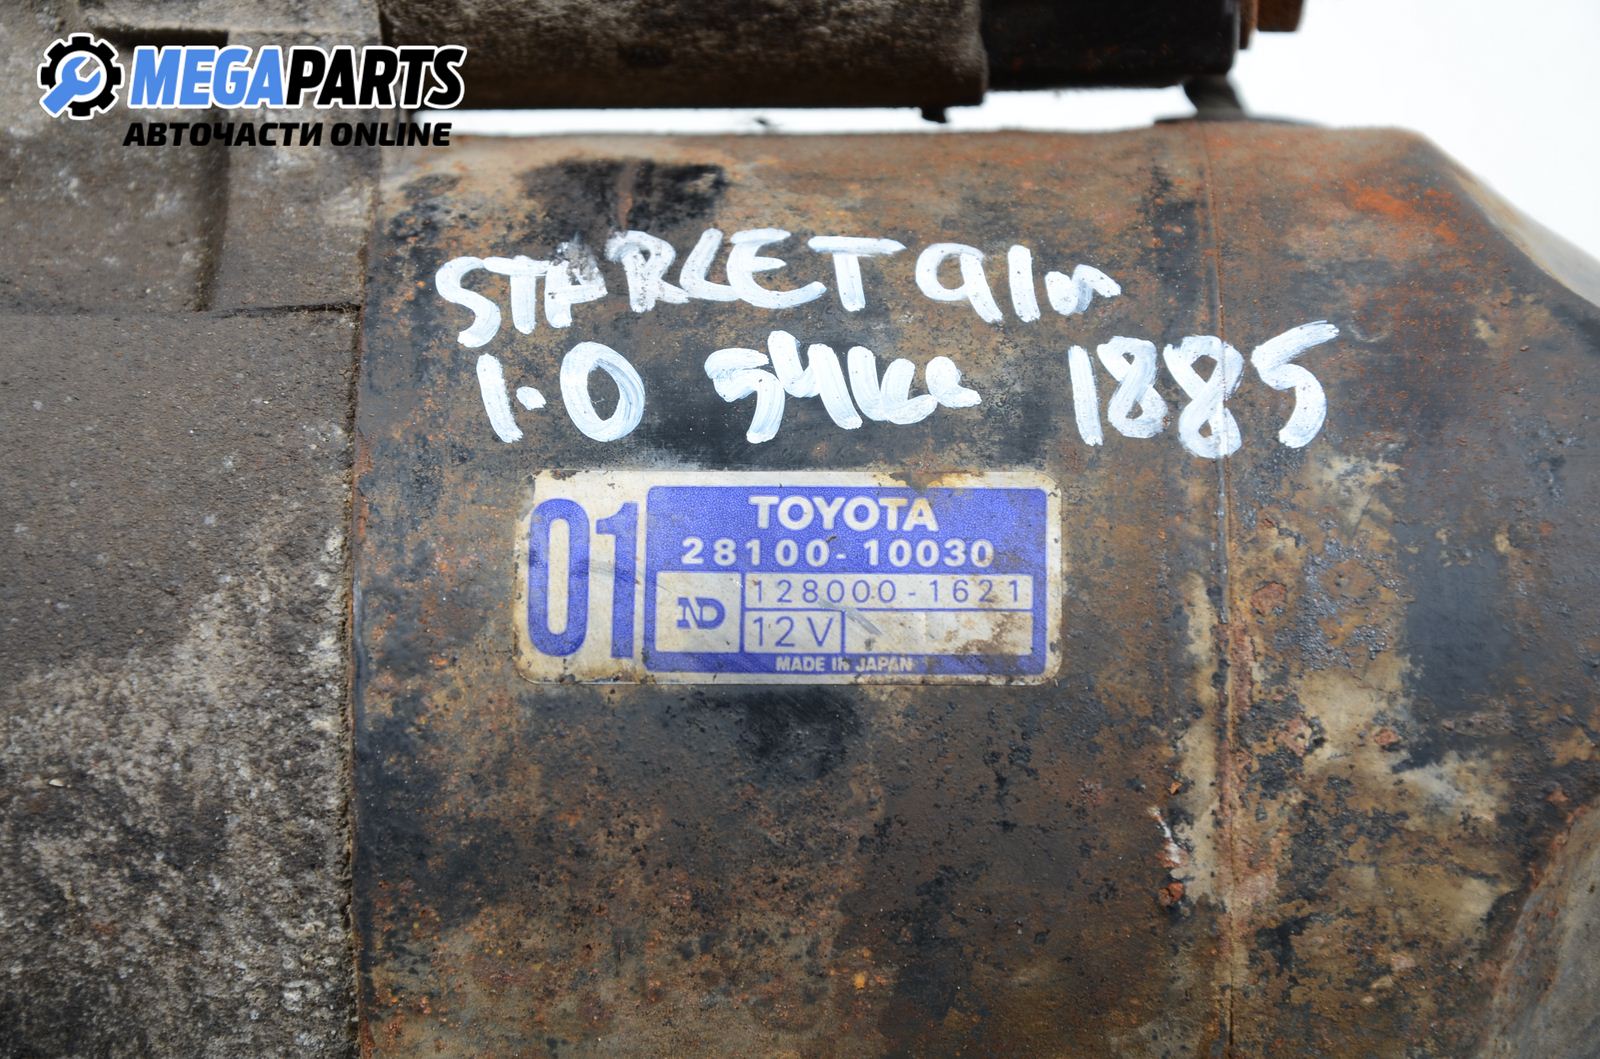 MEGAPARTS
АВТОЧАСТИ ONLINE
STARLET 91г
1.0 54кс 1885
01
TOYOTA
28100-10030
ND 128000-1621
12V
MADE IN JAPAN